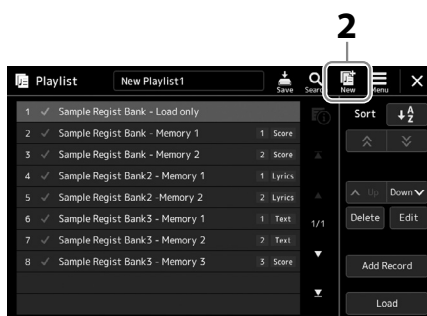 2
Playlist New Playlist1 Save Search New Menu
1 Sample Regist Bank - Load only
2 Sample Regist Bank - Memory 1 1 Score
3 Sample Regist Bank - Memory 2 2 Score
4 Sample Regist Bank2 - Memory 1 1 Lyrics
5 Sample Regist Bank2 -Memory 2 2 Lyrics
6 Sample Regist Bank3 - Memory 1 1 Text
7 Sample Regist Bank3 - Memory 2 2 Text
8 Sample Regist Bank3 - Memory 3 3 Score
1/1
Sort AZ
Up Down
Delete Edit
Add Record
Load